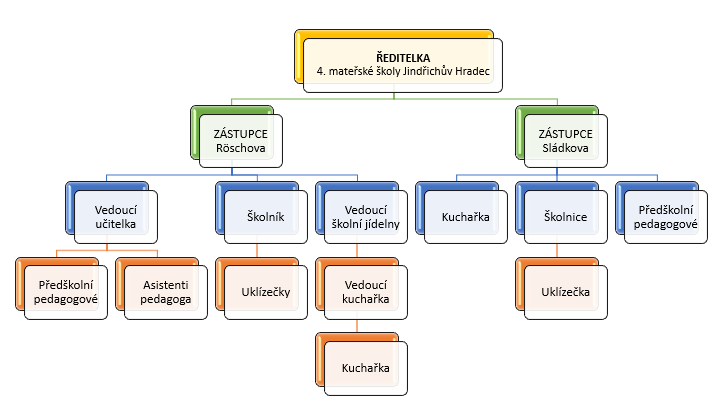 ŘEDITELKA
4. mateřské školy Jindřichův Hradec
ZÁSTUPCE
Röschova
ZÁSTUPCE
Sládkova
Vedoucí
učitelka
Školník
Vedoucí
školní jídelny
Kuchařka
Školnice
Předškolní
pedagogové
Předškolní
pedagogové
Asistenti
pedagoga
Uklízečky
Vedoucí
kuchařka
Uklízečka
Kuchařka